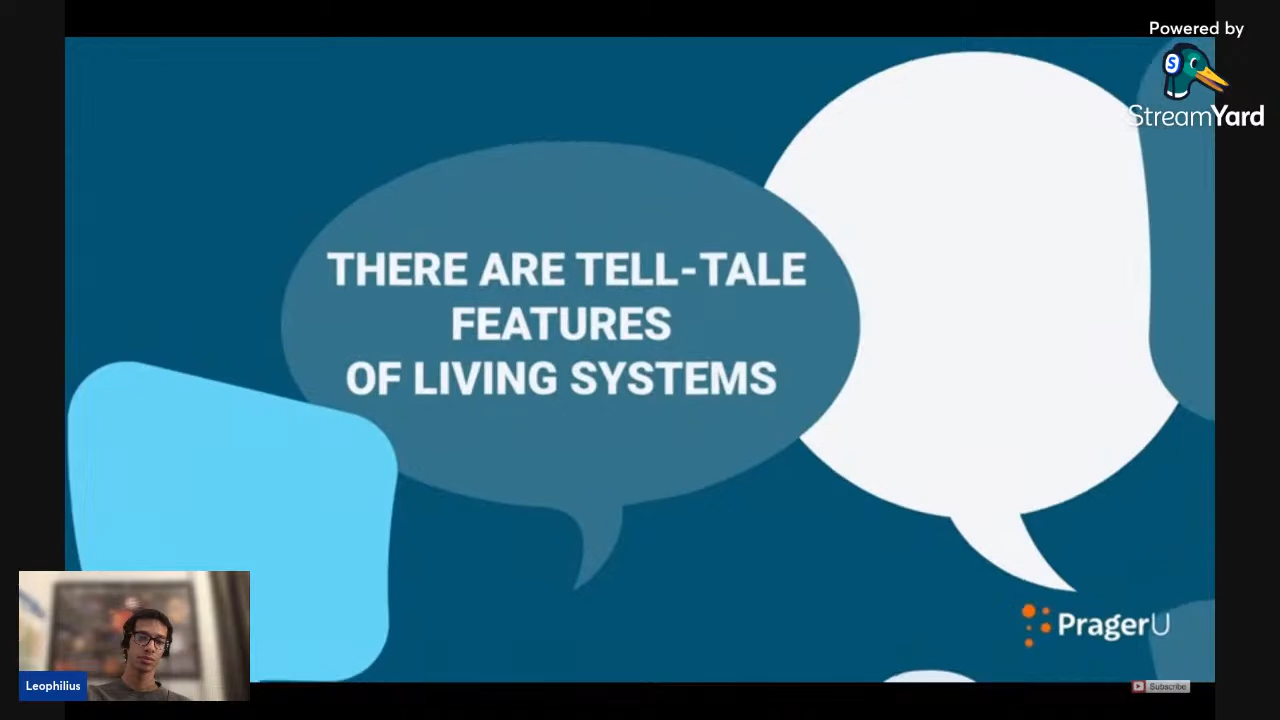 Powered by
S
StreamYard
THERE ARE TELL-TALE
FEATURES
OF LIVING SYSTEMS
PragerU
Subscribe
Leophilius